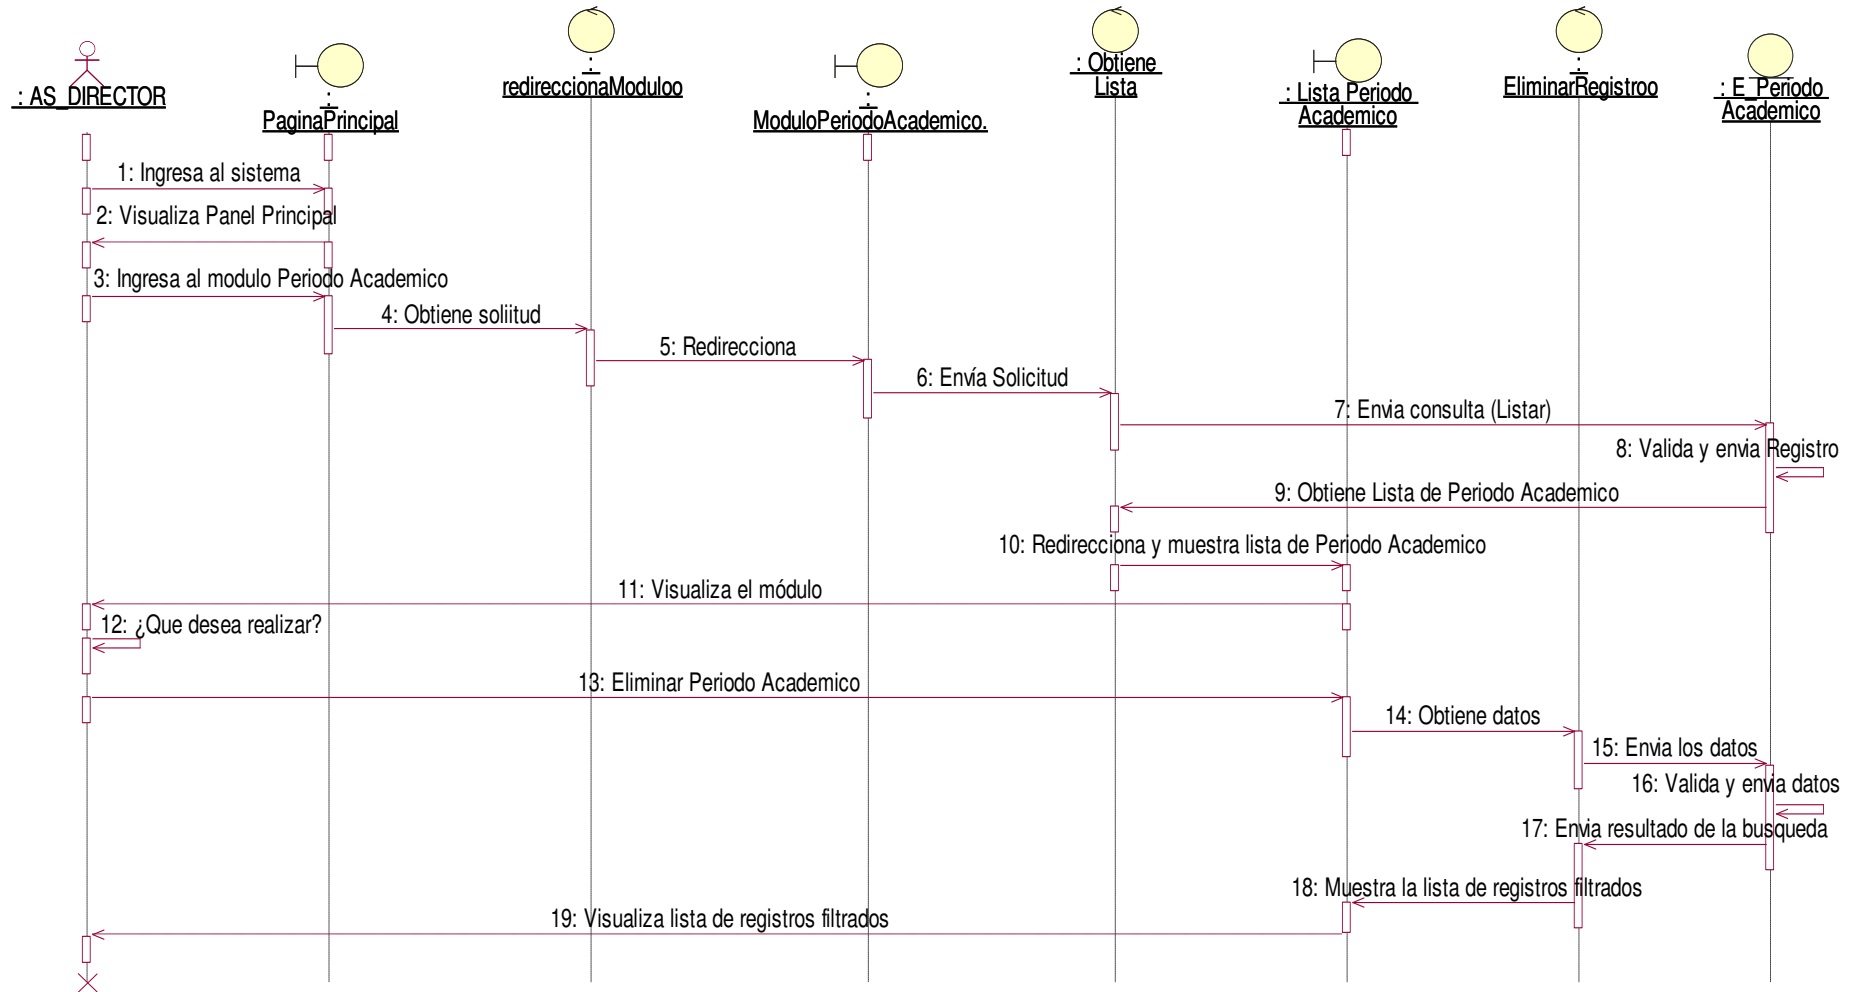 : AS_DIRECTOR
:
PaginaPrincipal
:
redireccionaModuloo
:
ModuloPeriodoAcademico.
: Obtiene
Lista
: Lista Periodo
Academico
:
EliminarRegistroo
: E_Periodo
Academico
1: Ingresa al sistema
2: Visualiza Panel Principal
3: Ingresa al modulo Periodo Academico
4: Obtiene soliitud
5: Redirecciona
6: Envía Solicitud
7: Envia consulta (Listar)
8: Valida y envia Registro
9: Obtiene Lista de Periodo Academico
10: Redirecciona y muestra lista de Periodo Academico
11: Visualiza el módulo
12: ¿Que desea realizar?
13: Eliminar Periodo Academico
14: Obtiene datos
15: Envia los datos
16: Valida y envia datos
17: Envia resultado de la busqueda
18: Muestra la lista de registros filtrados
19: Visualiza lista de registros filtrados